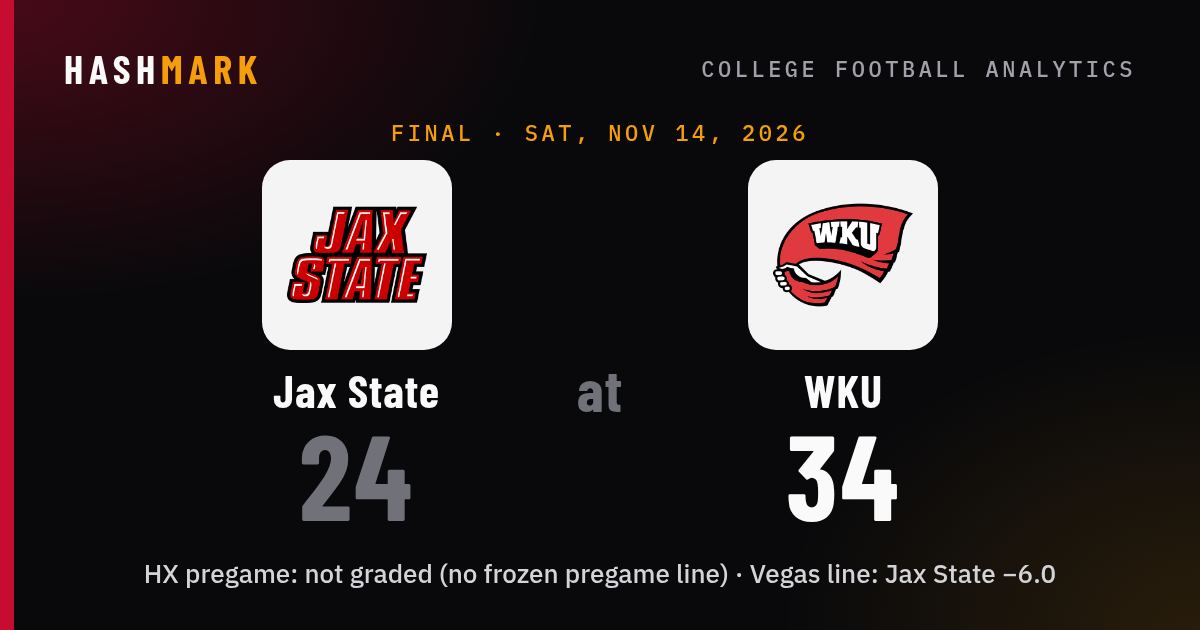 HASHMARK
COLLEGE FOOTBALL ANALYTICS
FINAL · SAT, NOV 14, 2026
JAX
STATE
WKU
Jax State
at
WKU
24
34
HX pregame: not graded (no frozen pregame line) · Vegas line: Jax State −6.0